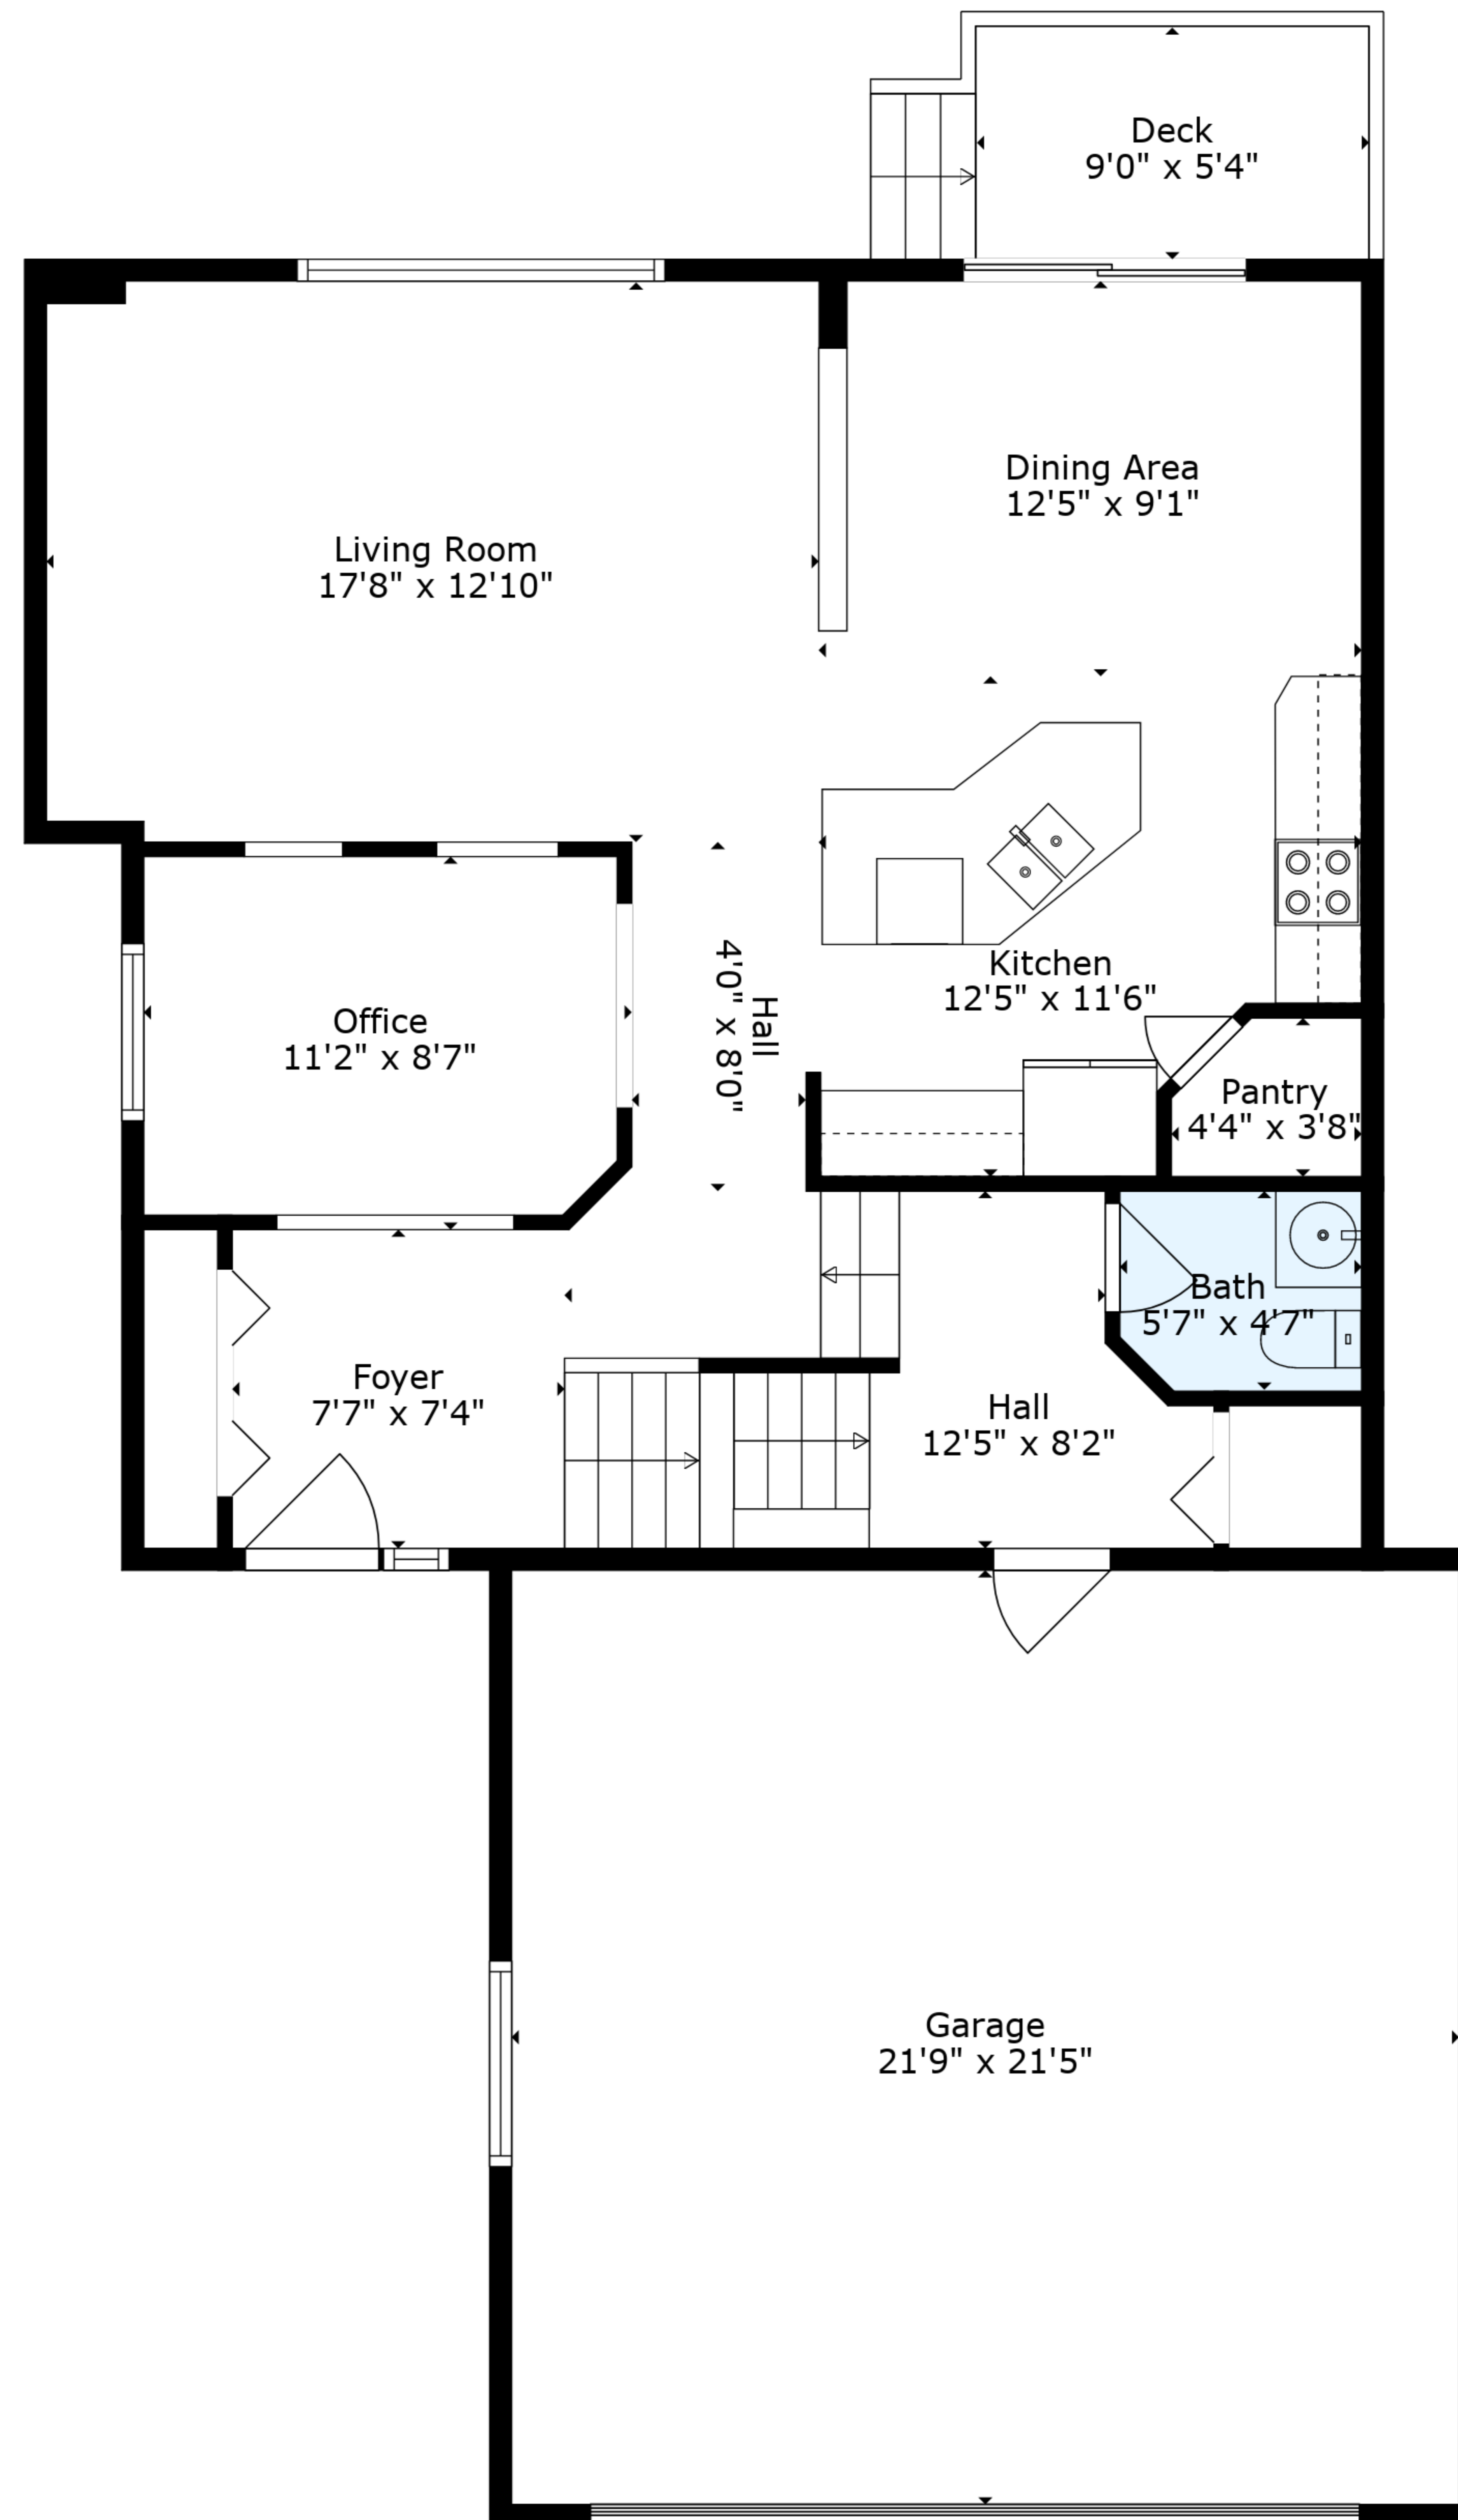 Deck
9'0" x 5'4"
Dining Area
12'5" x 9'1"
Living Room
17'8" x 12'10"
Kitchen
12'5" x 11'6"
Office
11'2" x 8'7"
Hall
4'0" x 8'0"
Pantry
4'4" x 3'8"
Bath
5'7" x 4'7"
Foyer
7'7" x 7'4"
Hall
12'5" x 8'2"
Garage
21'9" x 21'5"